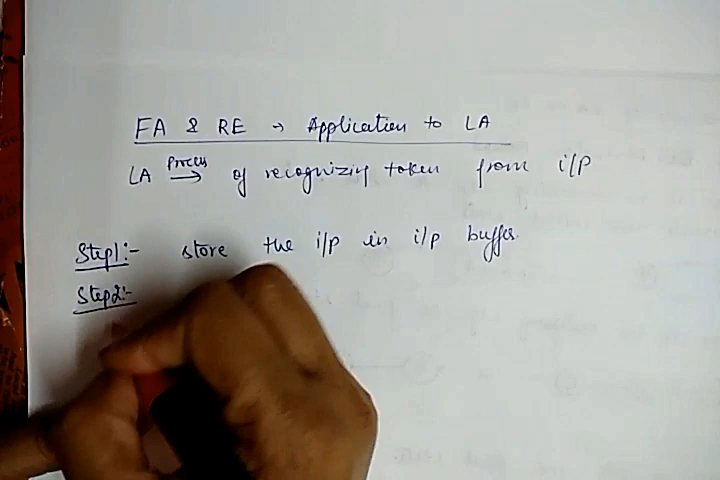 FA & RE → Application to LA
LA Process → of recognizing token from i/p
Step1:- store the i/p in i/p buffer.
Step2:-